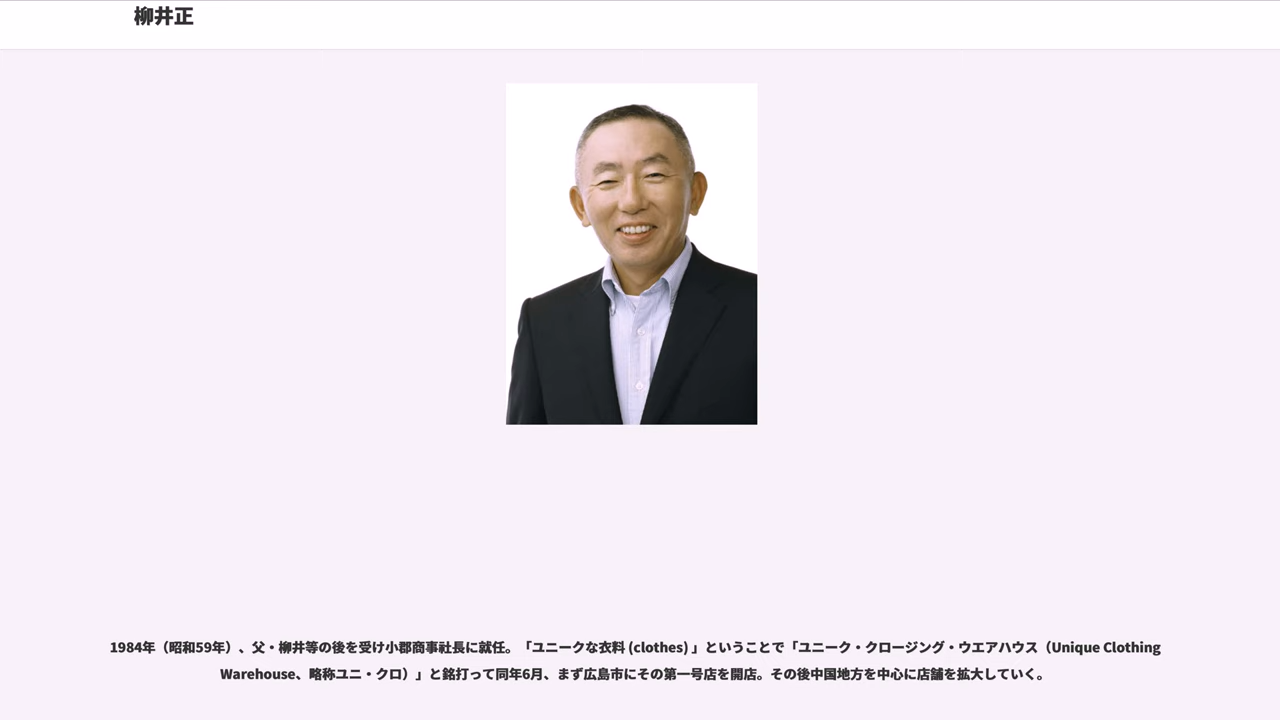 柳井正
1984年（昭和59年）、父・柳井等の後を受け小郡商事社長に就任。「ユニークな衣料 (clothes) 」ということで「ユニーク・クロージング・ウエアハウス（Unique Clothing
Warehouse、略称ユニ・クロ）」と銘打って同年6月、まず広島市にその第一号店を開店。その後中国地方を中心に店舗を拡大していく。